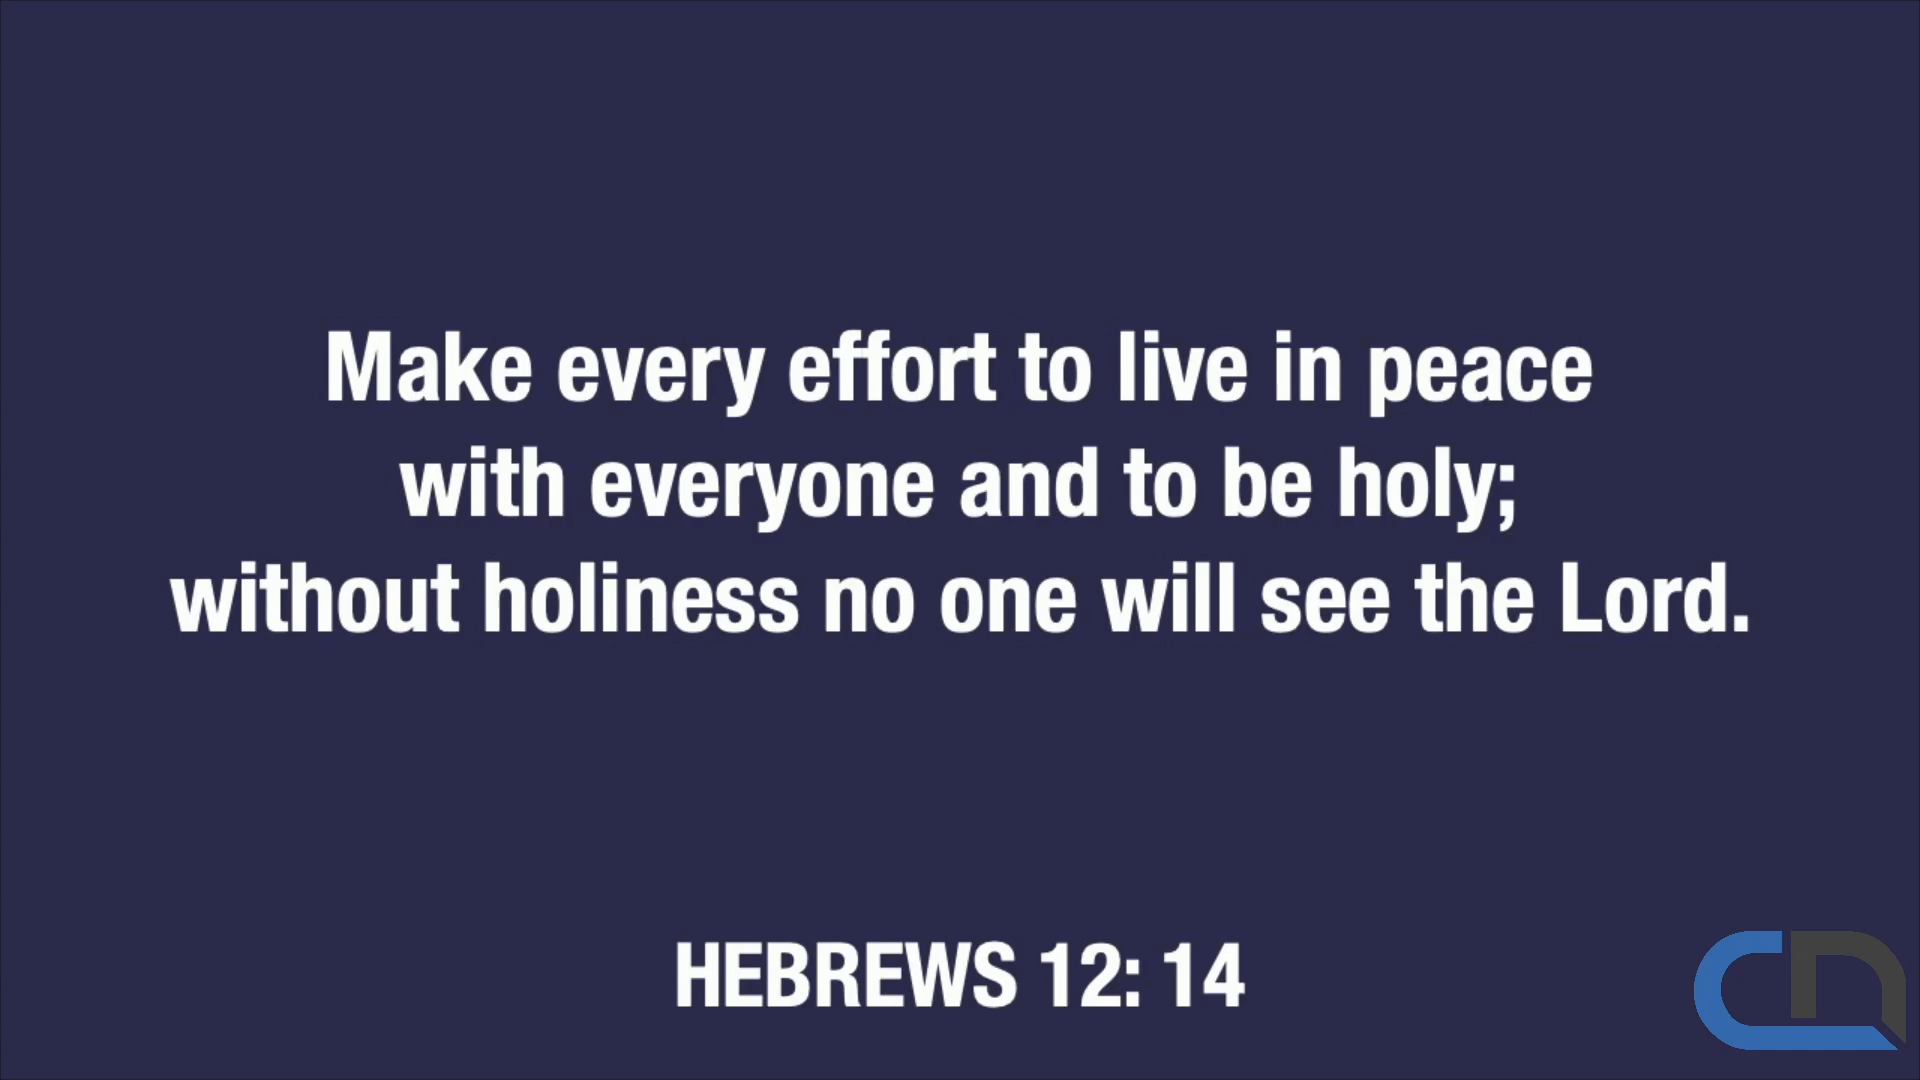 Make every effort to live in peace
with everyone and to be holy;
without holiness no one will see the Lord.
HEBREWS 12: 14